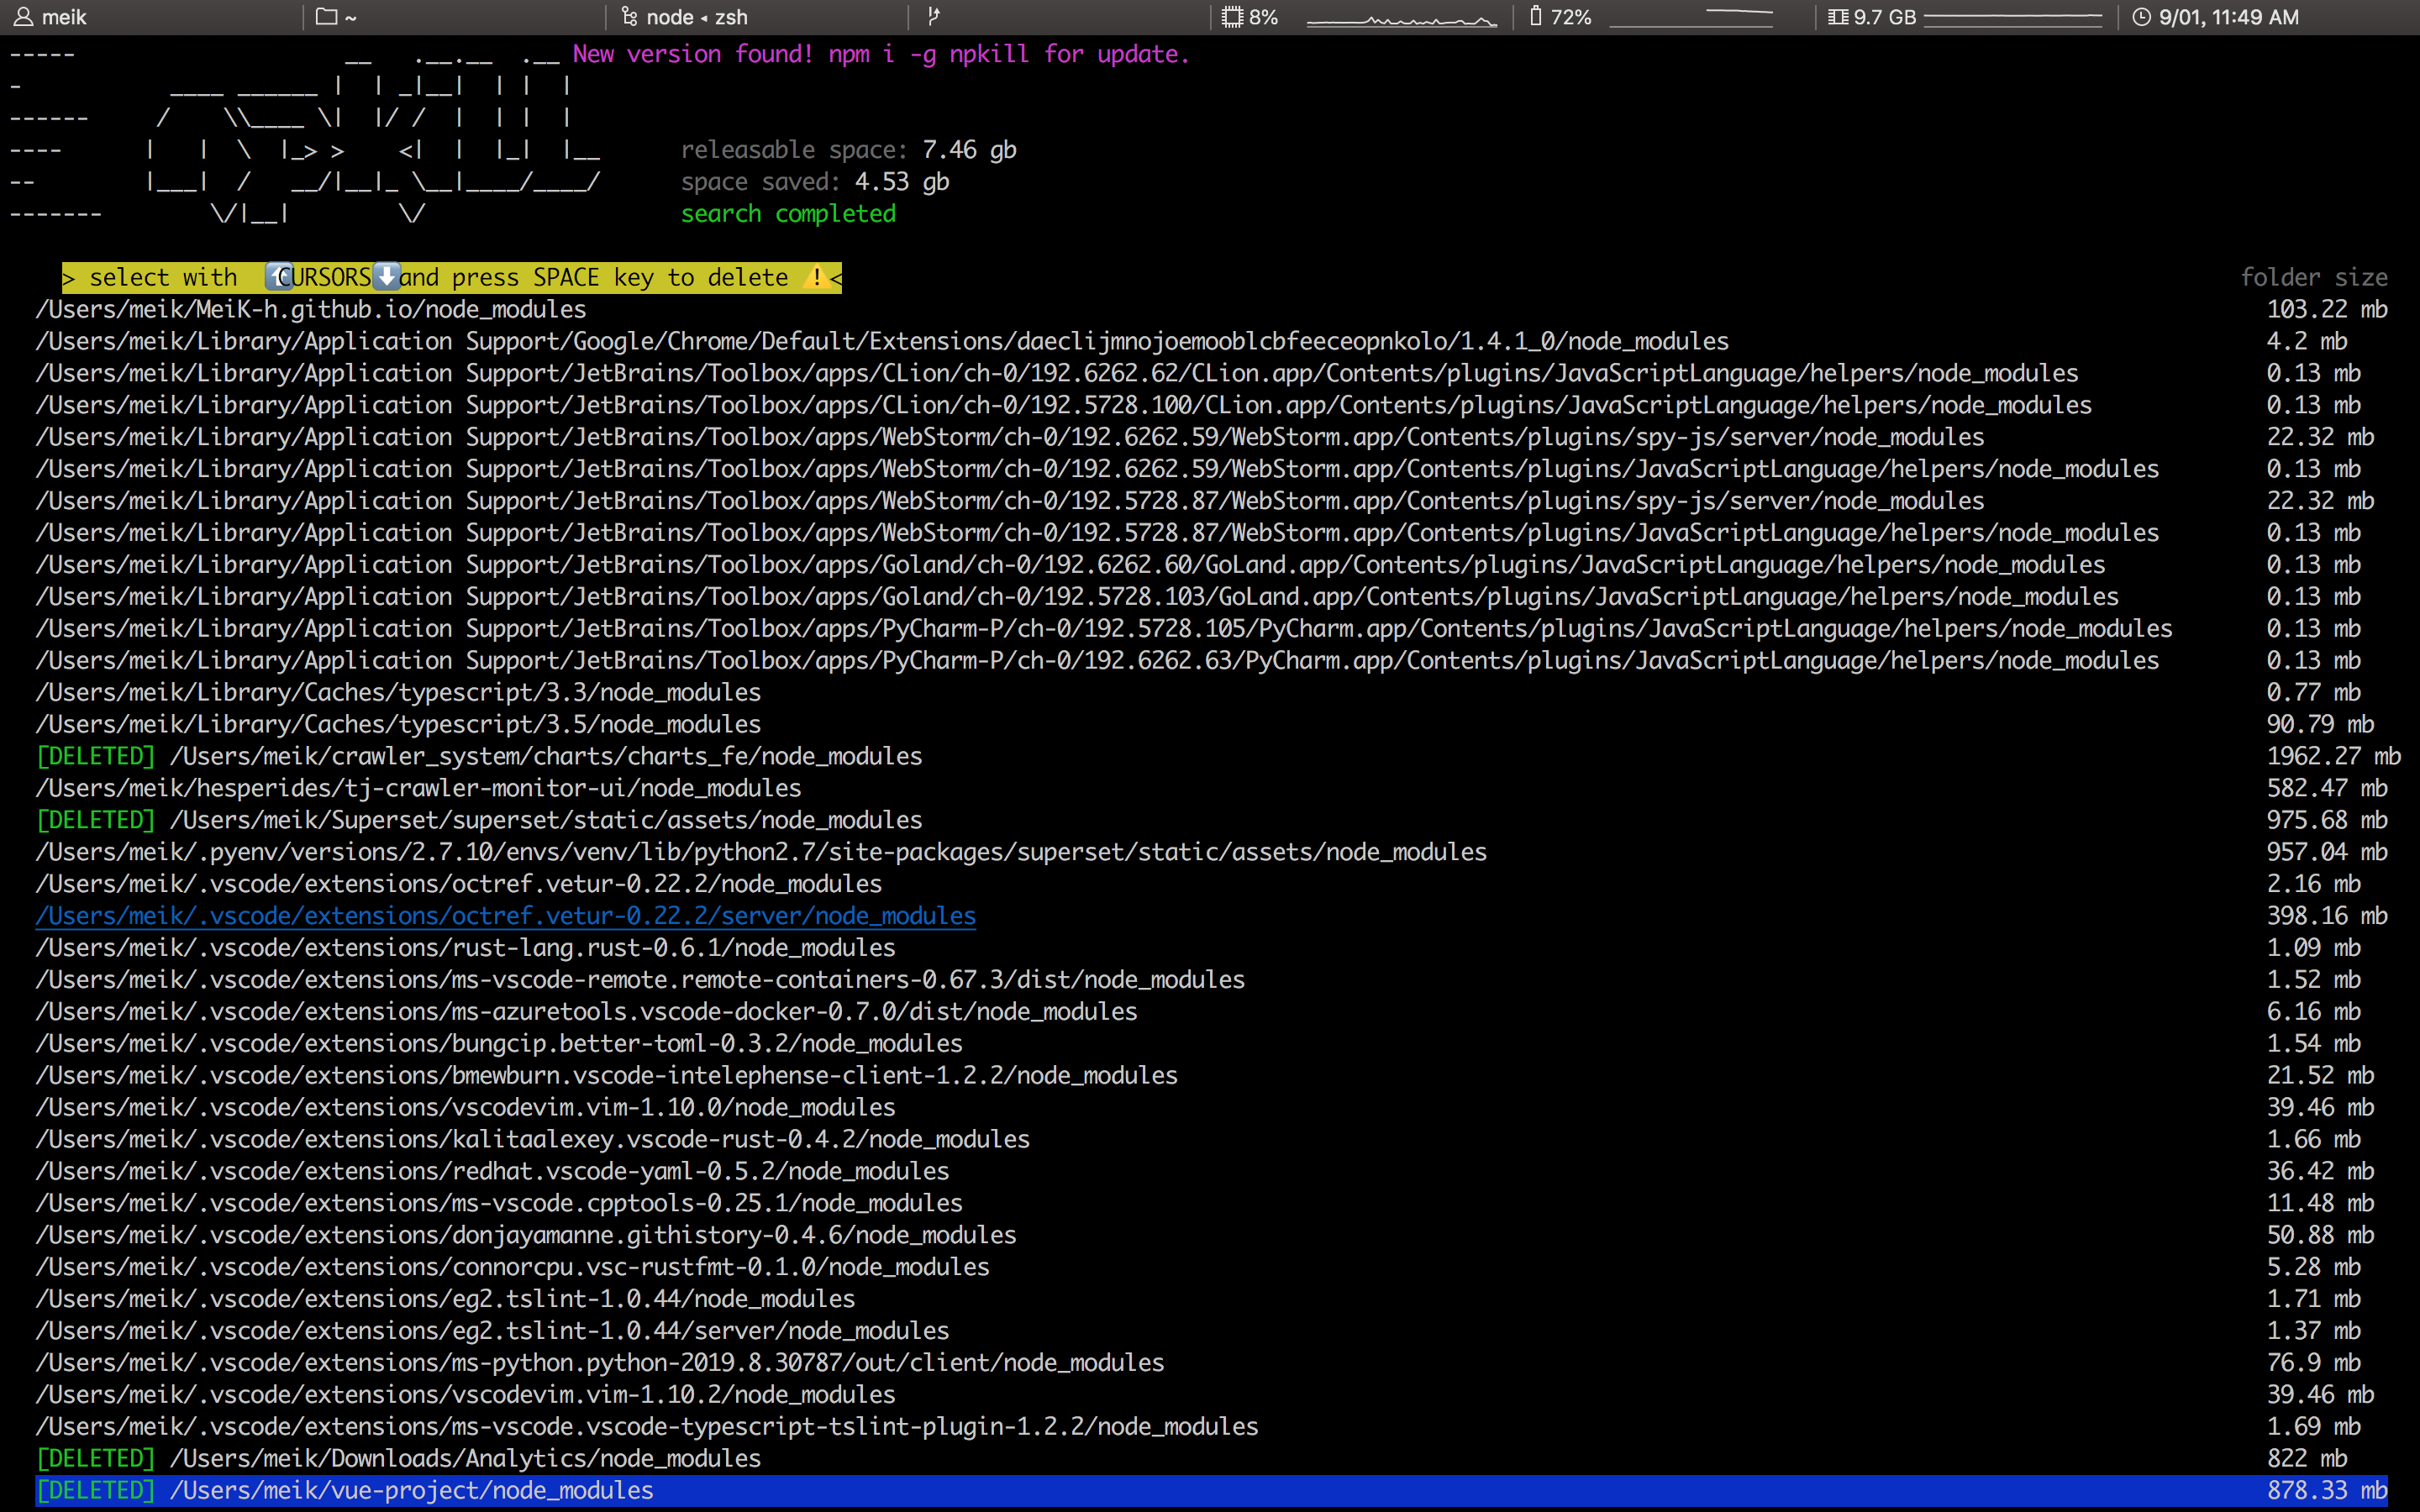 meik ~ node ◂ zsh 8% 72% 9.7 GB 9/01, 11:49 AM
-----                    __   .__.__  .__ New version found! npm i -g npkill for update.
-           ____ ______ |  | _|__|  | |  |
------     /    \\____ \|  |/ /  |  | |  |
----      |   |  \  |_> >    <|  |  |_|  |__     releasable space: 7.46 gb
--        |___|  /   __/|__|_ \__|____/____/     space saved: 4.53 gb
-------        \/|__|        \/                  search completed
> select with ⬆️CURSORS⬇️and press SPACE key to delete ⚠️< folder size
/Users/meik/MeiK-h.github.io/node_modules 103.22 mb
/Users/meik/Library/Application Support/Google/Chrome/Default/Extensions/daeclijmnojoemooblcbfeeceopnkolo/1.4.1_0/node_modules 4.2 mb
/Users/meik/Library/Application Support/JetBrains/Toolbox/apps/CLion/ch-0/192.6262.62/CLion.app/Contents/plugins/JavaScriptLanguage/helpers/node_modules 0.13 mb
/Users/meik/Library/Application Support/JetBrains/Toolbox/apps/CLion/ch-0/192.5728.100/CLion.app/Contents/plugins/JavaScriptLanguage/helpers/node_modules 0.13 mb
/Users/meik/Library/Application Support/JetBrains/Toolbox/apps/WebStorm/ch-0/192.6262.59/WebStorm.app/Contents/plugins/spy-js/server/node_modules 22.32 mb
/Users/meik/Library/Application Support/JetBrains/Toolbox/apps/WebStorm/ch-0/192.6262.59/WebStorm.app/Contents/plugins/JavaScriptLanguage/helpers/node_modules 0.13 mb
/Users/meik/Library/Application Support/JetBrains/Toolbox/apps/WebStorm/ch-0/192.5728.87/WebStorm.app/Contents/plugins/spy-js/server/node_modules 22.32 mb
/Users/meik/Library/Application Support/JetBrains/Toolbox/apps/WebStorm/ch-0/192.5728.87/WebStorm.app/Contents/plugins/JavaScriptLanguage/helpers/node_modules 0.13 mb
/Users/meik/Library/Application Support/JetBrains/Toolbox/apps/Goland/ch-0/192.6262.60/GoLand.app/Contents/plugins/JavaScriptLanguage/helpers/node_modules 0.13 mb
/Users/meik/Library/Application Support/JetBrains/Toolbox/apps/Goland/ch-0/192.5728.103/GoLand.app/Contents/plugins/JavaScriptLanguage/helpers/node_modules 0.13 mb
/Users/meik/Library/Application Support/JetBrains/Toolbox/apps/PyCharm-P/ch-0/192.5728.105/PyCharm.app/Contents/plugins/JavaScriptLanguage/helpers/node_modules 0.13 mb
/Users/meik/Library/Application Support/JetBrains/Toolbox/apps/PyCharm-P/ch-0/192.6262.63/PyCharm.app/Contents/plugins/JavaScriptLanguage/helpers/node_modules 0.13 mb
/Users/meik/Library/Caches/typescript/3.3/node_modules 0.77 mb
/Users/meik/Library/Caches/typescript/3.5/node_modules 90.79 mb
[DELETED] /Users/meik/crawler_system/charts/charts_fe/node_modules 1962.27 mb
/Users/meik/hesperides/tj-crawler-monitor-ui/node_modules 582.47 mb
[DELETED] /Users/meik/Superset/superset/static/assets/node_modules 975.68 mb
/Users/meik/.pyenv/versions/2.7.10/envs/venv/lib/python2.7/site-packages/superset/static/assets/node_modules 957.04 mb
/Users/meik/.vscode/extensions/octref.vetur-0.22.2/node_modules 2.16 mb
/Users/meik/.vscode/extensions/octref.vetur-0.22.2/server/node_modules 398.16 mb
/Users/meik/.vscode/extensions/rust-lang.rust-0.6.1/node_modules 1.09 mb
/Users/meik/.vscode/extensions/ms-vscode-remote.remote-containers-0.67.3/dist/node_modules 1.52 mb
/Users/meik/.vscode/extensions/ms-azuretools.vscode-docker-0.7.0/dist/node_modules 6.16 mb
/Users/meik/.vscode/extensions/bungcip.better-toml-0.3.2/node_modules 1.54 mb
/Users/meik/.vscode/extensions/bmewburn.vscode-intelephense-client-1.2.2/node_modules 21.52 mb
/Users/meik/.vscode/extensions/vscodevim.vim-1.10.0/node_modules 39.46 mb
/Users/meik/.vscode/extensions/kalitaalexey.vscode-rust-0.4.2/node_modules 1.66 mb
/Users/meik/.vscode/extensions/redhat.vscode-yaml-0.5.2/node_modules 36.42 mb
/Users/meik/.vscode/extensions/ms-vscode.cpptools-0.25.1/node_modules 11.48 mb
/Users/meik/.vscode/extensions/donjayamanne.githistory-0.4.6/node_modules 50.88 mb
/Users/meik/.vscode/extensions/connorcpu.vsc-rustfmt-0.1.0/node_modules 5.28 mb
/Users/meik/.vscode/extensions/eg2.tslint-1.0.44/node_modules 1.71 mb
/Users/meik/.vscode/extensions/eg2.tslint-1.0.44/server/node_modules 1.37 mb
/Users/meik/.vscode/extensions/ms-python.python-2019.8.30787/out/client/node_modules 76.9 mb
/Users/meik/.vscode/extensions/vscodevim.vim-1.10.2/node_modules 39.46 mb
/Users/meik/.vscode/extensions/ms-vscode.vscode-typescript-tslint-plugin-1.2.2/node_modules 1.69 mb
[DELETED] /Users/meik/Downloads/Analytics/node_modules 822 mb
[DELETED] /Users/meik/vue-project/node_modules 878.33 mb